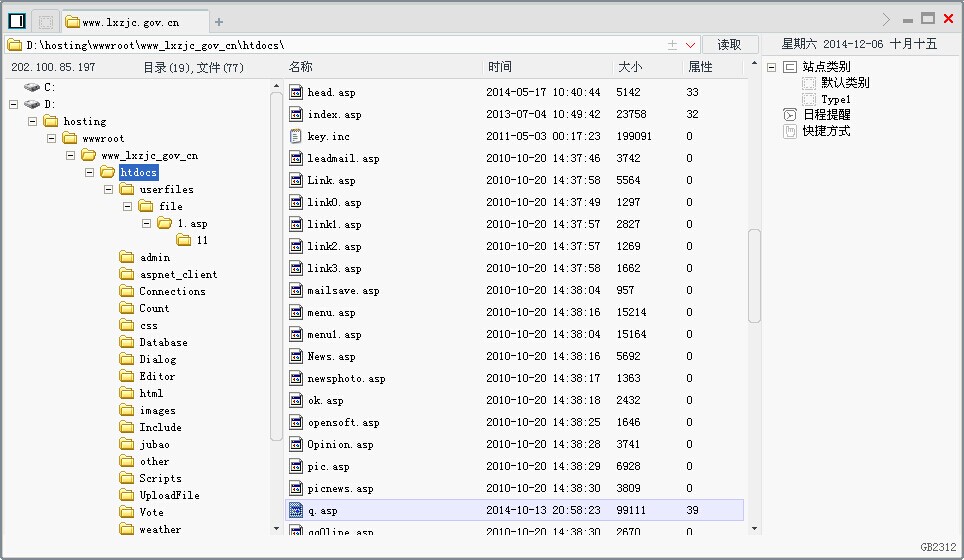 www.lxzjc.gov.cn
D:\hosting\wwwroot\www_lxzjc_gov_cn\htdocs\ 读取 星期六 2014-12-06 十月十五
202.100.85.197 目录(19),文件(77) 名称 时间 大小 属性
C:
D:
hosting
wwwroot
www_lxzjc_gov_cn
htdocs
userfiles
file
1.asp
11
admin
aspnet_client
Connections
Count
css
Database
Dialog
Editor
html
images
Include
jubao
other
Scripts
UploadFile
Vote
weather
head.asp 2014-05-17 10:40:44 5142 33
index.asp 2013-07-04 10:49:42 23758 32
key.inc 2011-05-03 00:17:23 199091 0
leadmail.asp 2010-10-20 14:37:46 3742 0
Link.asp 2010-10-20 14:37:58 5564 0
link0.asp 2010-10-20 14:37:49 1297 0
link1.asp 2010-10-20 14:37:57 2827 0
link2.asp 2010-10-20 14:37:57 1269 0
link3.asp 2010-10-20 14:37:58 1662 0
mailsave.asp 2010-10-20 14:38:04 957 0
menu.asp 2010-10-20 14:38:16 15214 0
menu1.asp 2010-10-20 14:38:04 15164 0
News.asp 2010-10-20 14:38:16 5692 0
newsphoto.asp 2010-10-20 14:38:17 1363 0
ok.asp 2010-10-20 14:38:18 2432 0
opensoft.asp 2010-10-20 14:38:25 1646 0
Opinion.asp 2010-10-20 14:38:28 3741 0
pic.asp 2010-10-20 14:38:29 6928 0
picnews.asp 2010-10-20 14:38:30 3809 0
q.asp 2014-10-13 20:58:23 99111 39
qqOline.asp 2010-10-20 14:38:30 2670 0
站点类别
默认类别
Type1
日程提醒
快捷方式
GB2312